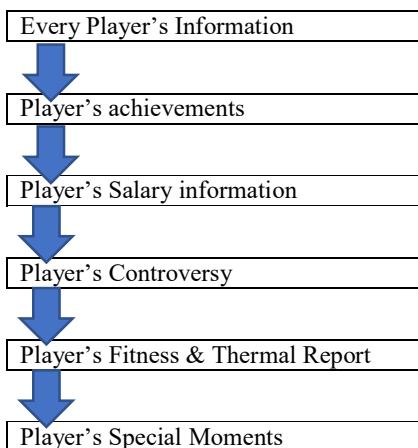 Every Player’s Information
Player’s achievements
Player’s Salary information
Player’s Controversy
Player’s Fitness & Thermal Report
Player’s Special Moments